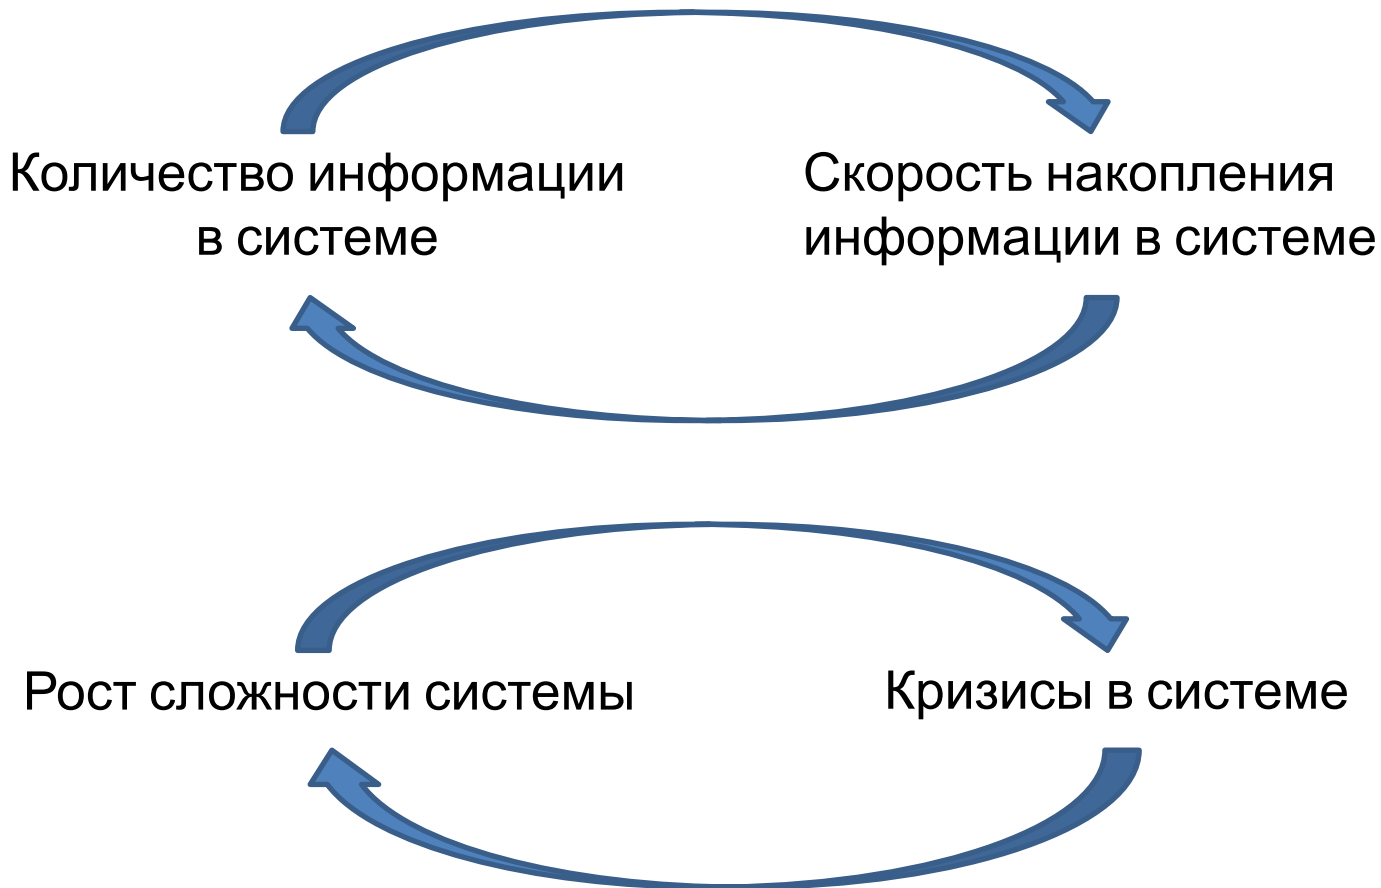 Количество информации
в системе
Скорость накопления
информации в системе
Рост сложности системы
Кризисы в системе